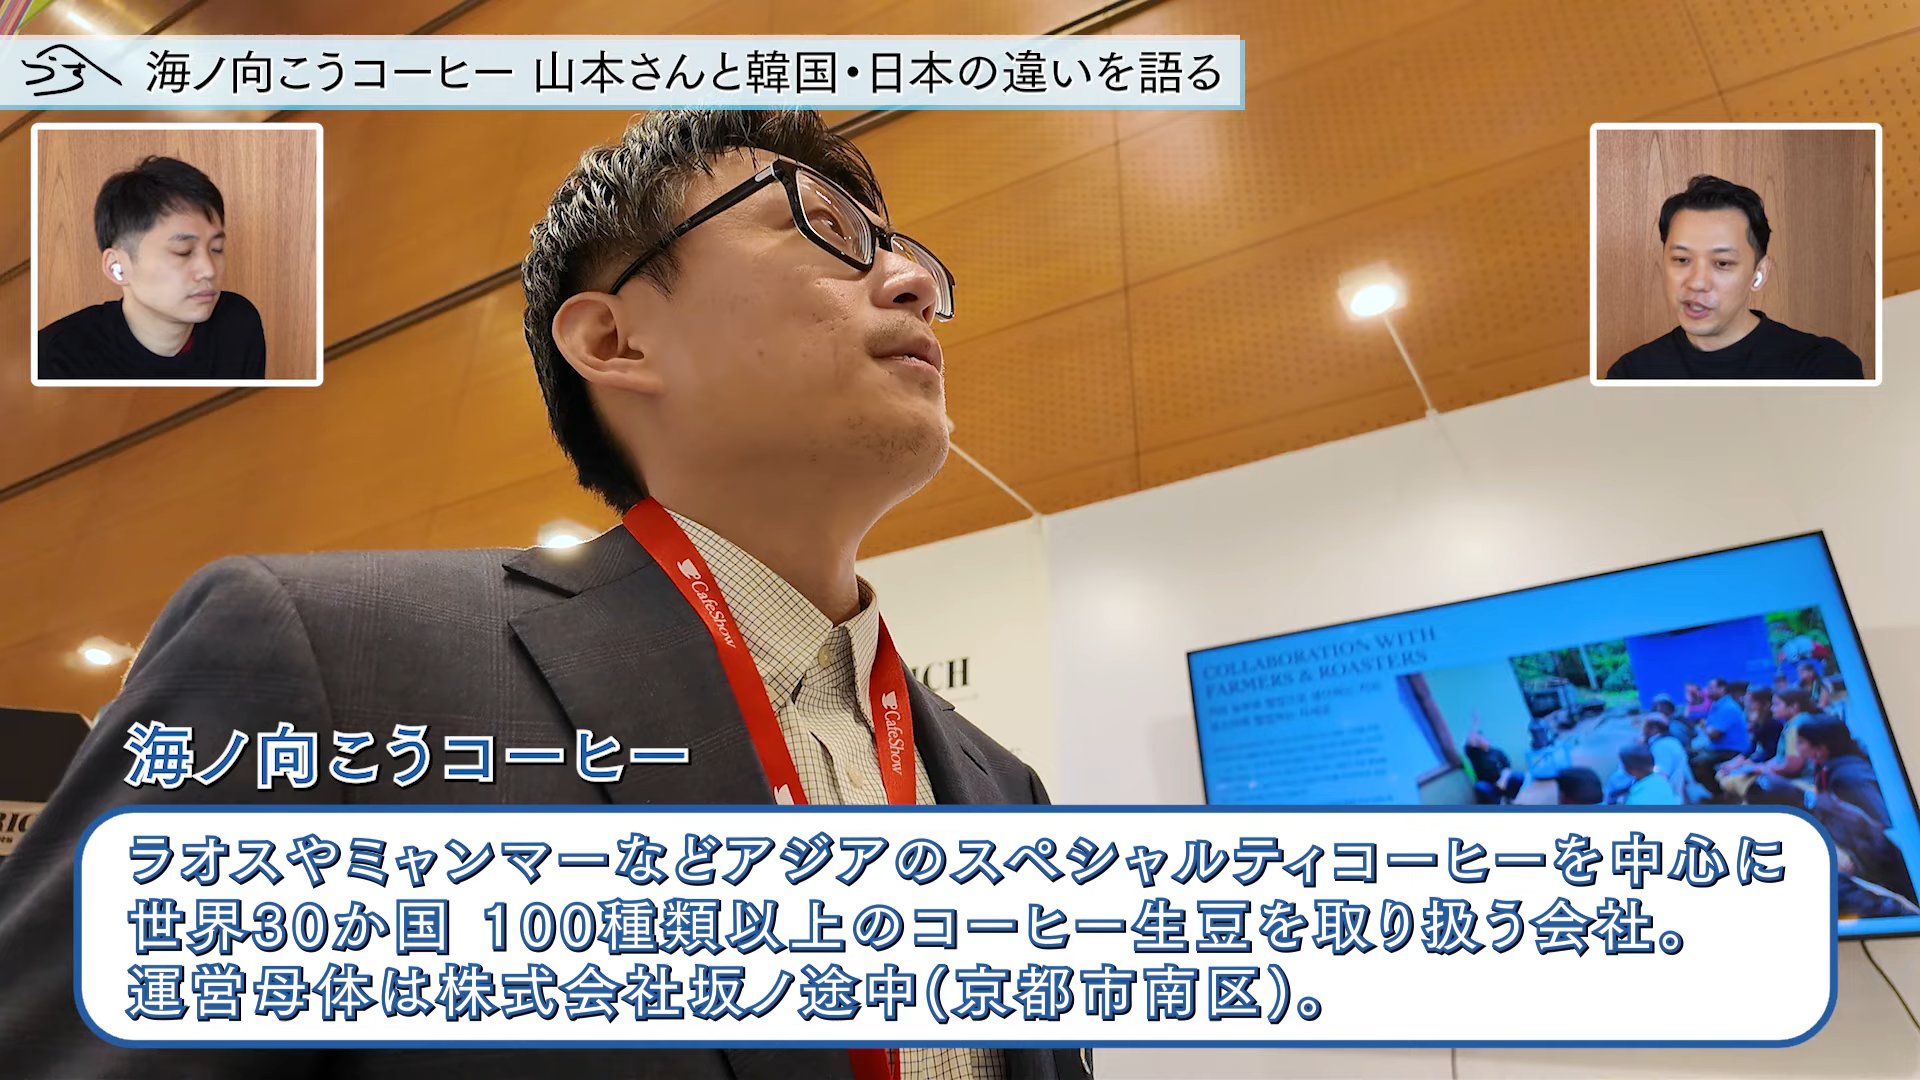 海ノ向こうコーヒー 山本さんと韓国・日本の違いを語る
CafeShow
CafeShow
ICH
COLLABORATION WITH
FARMERS & ROASTERS
海ノ向こうコーヒー
ラオスやミャンマーなどアジアのスペシャルティコーヒーを中心に
世界30か国 100種類以上のコーヒー生豆を取り扱う会社。
運営母体は株式会社坂ノ途中(京都市南区)。